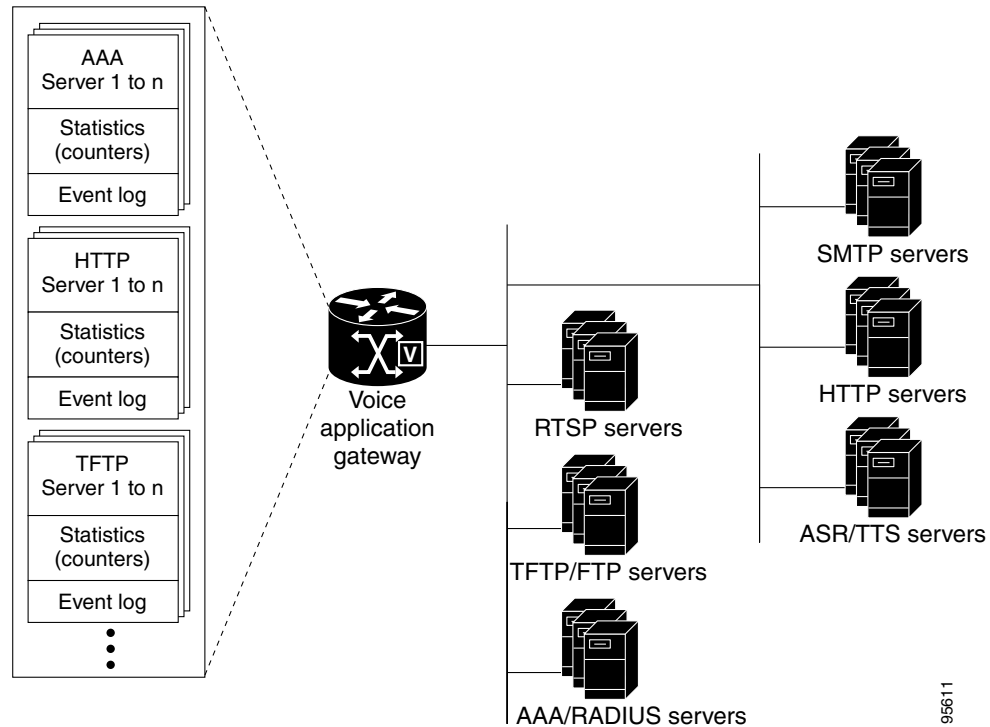 AAA
Server 1 to n
Statistics
(counters)
Event log
HTTP
Server 1 to n
Statistics
(counters)
Event log
TFTP
Server 1 to n
Statistics
(counters)
Event log
V
Voice
application
gateway
RTSP servers
TFTP/FTP servers
AAA/RADIUS servers
SMTP servers
HTTP servers
ASR/TTS servers
95611